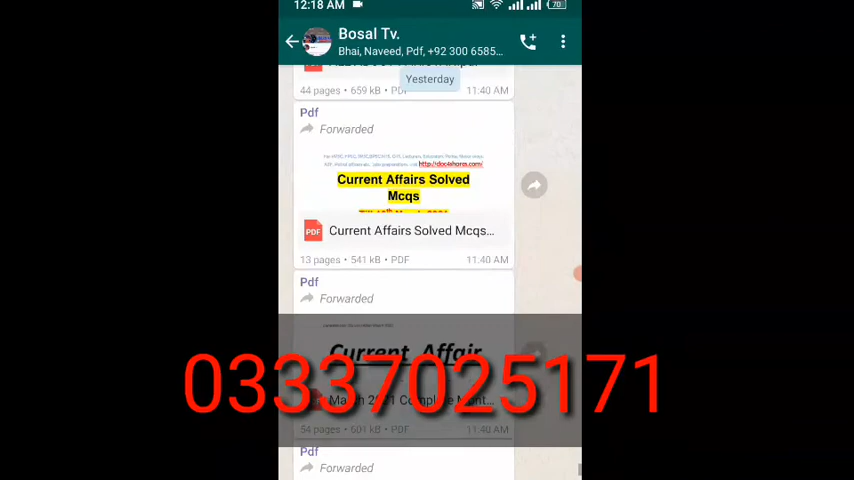 12:18 AM
70
Bosal Tv.
Bhai, Naveed, Pdf, +92 300 6585...
Yesterday
44 pages • 659 kB • PDF
11:40 AM
Pdf
Forwarded
http://doc4shares.com/
Current Affairs Solved
Mcqs
PDF
Current Affairs Solved Mcqs...
13 pages • 541 kB • PDF
11:40 AM
Pdf
Forwarded
Current Affair
03337025171
March 2021 Complete Mont...
54 pages • 601 kB • PDF
11:40 AM
Pdf
Forwarded